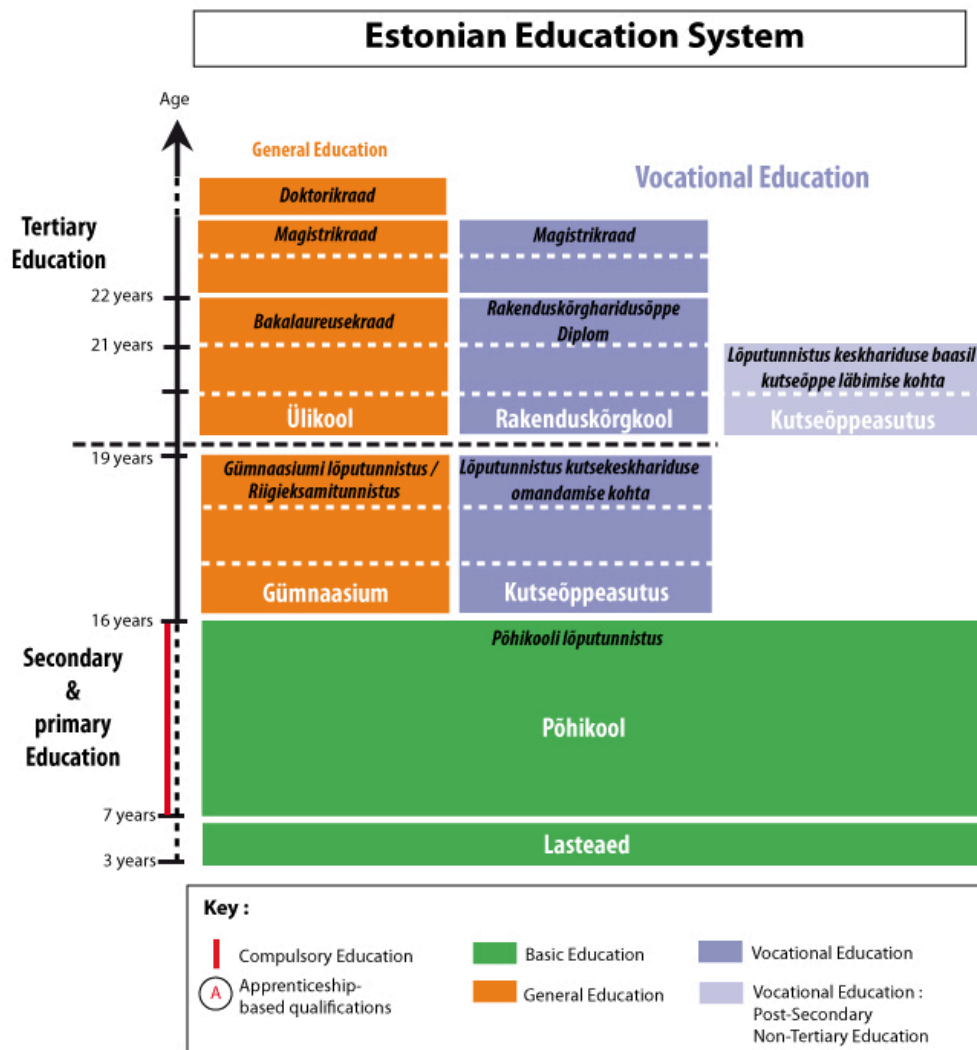 Estonian Education System
Age
General Education
Vocational Education
Doktorikraad
Tertiary
Education
Magistrikraad
Magistrikraad
22 years
Bakalaureusekraad
Rakenduskõrgharidusõppe
Diplom
21 years
Lõputunnistus keskhariduse baasil
kutseõppe läbimise kohta
Ülikool
Rakenduskõrgkool
Kutseõppeasutus
19 years
Gümnaasiumi lõputunnistus /
Riigieksamitunnistus
Lõputunnistus kutsekeskhariduse
omandamise kohta
Gümnaasium
Kutseõppeasutus
16 years
Põhikooli lõputunnistus
Secondary
&
primary
Education
Põhikool
7 years
Lasteaed
3 years
Key :
Compulsory Education
Basic Education
Vocational Education
A
Apprenticeship-
based qualifications
General Education
Vocational Education :
Post-Secondary
Non-Tertiary Education